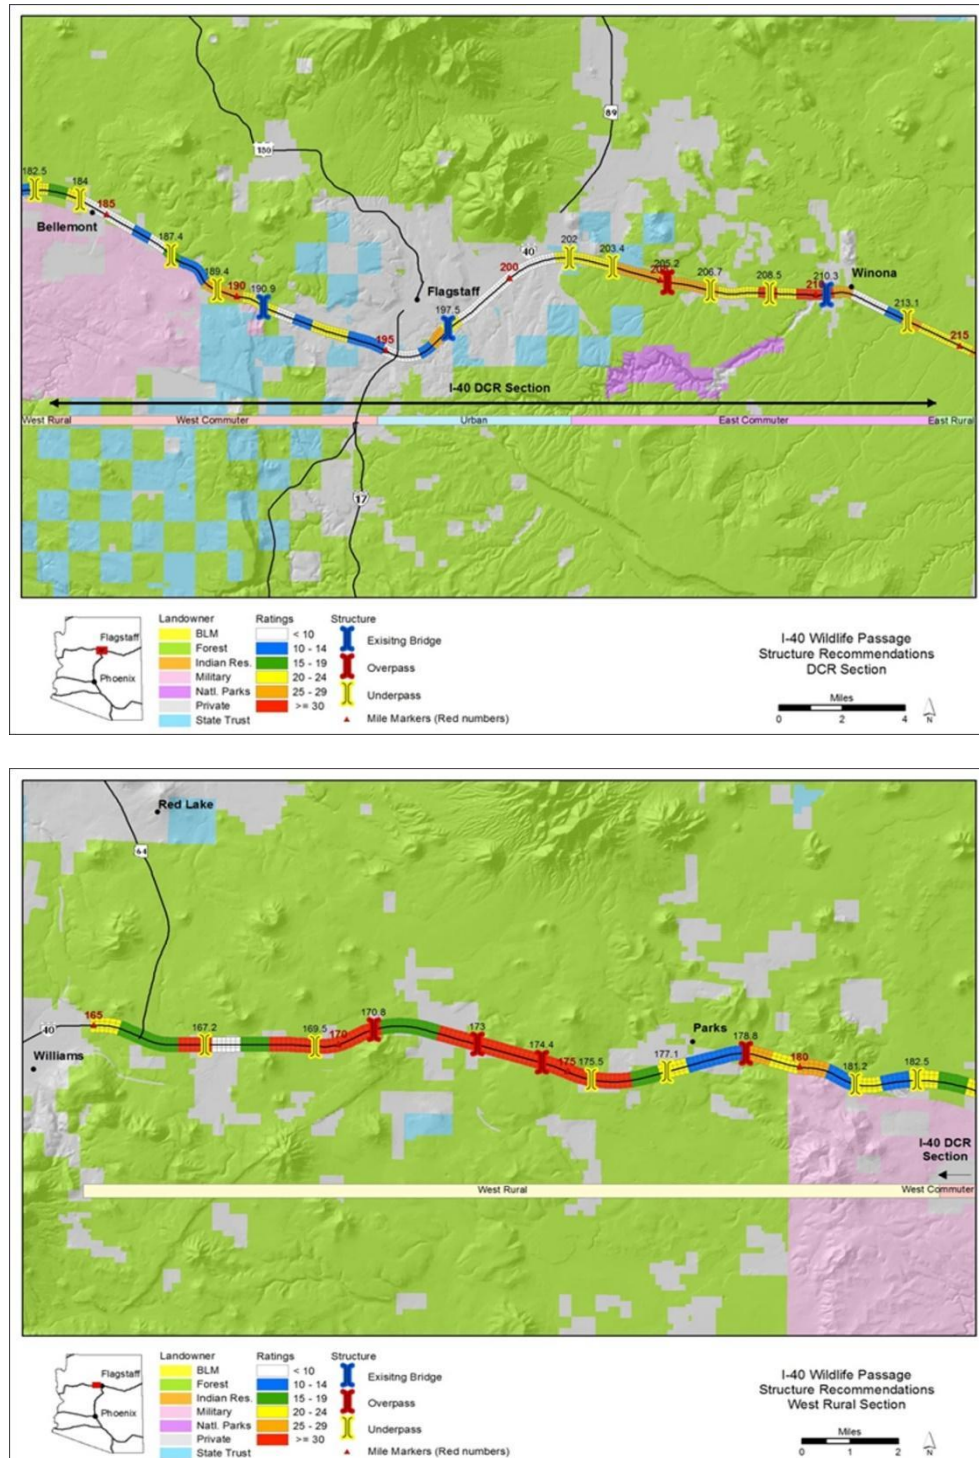 89
180
182.5
184
185
Bellemont
187.4
189.4
190
190.9
195
Flagstaff
197.5
200
40
202
203.4
205.2
206.7
208.5
210.3
Winona
213.1
215
I-40 DCR Section
West Rural
West Commuter
Urban
East Commuter
East Rural
17
Flagstaff
Phoenix
Landowner
BLM
Forest
Indian Res.
Military
Natl. Parks
Private
State Trust
Ratings
< 10
10 - 14
15 - 19
20 - 24
25 - 29
>= 30
Structure
Exisitng Bridge
Overpass
Underpass
Mile Markers (Red numbers)
I-40 Wildlife Passage
Structure Recommendations
DCR Section
Miles
0 1 2 4
N
Red Lake
64
40
165
Williams
167.2
169.5
170
170.8
173
174.4
175
175.5
177.1
Parks
178.8
180
181.2
182.5
I-40 DCR
Section
West Rural
West Commuter
Flagstaff
Phoenix
Landowner
BLM
Forest
Indian Res.
Military
Natl. Parks
Private
State Trust
Ratings
< 10
10 - 14
15 - 19
20 - 24
25 - 29
>= 30
Structure
Exisitng Bridge
Overpass
Underpass
Mile Markers (Red numbers)
I-40 Wildlife Passage
Structure Recommendations
West Rural Section
Miles
0 0.5 1 2
N